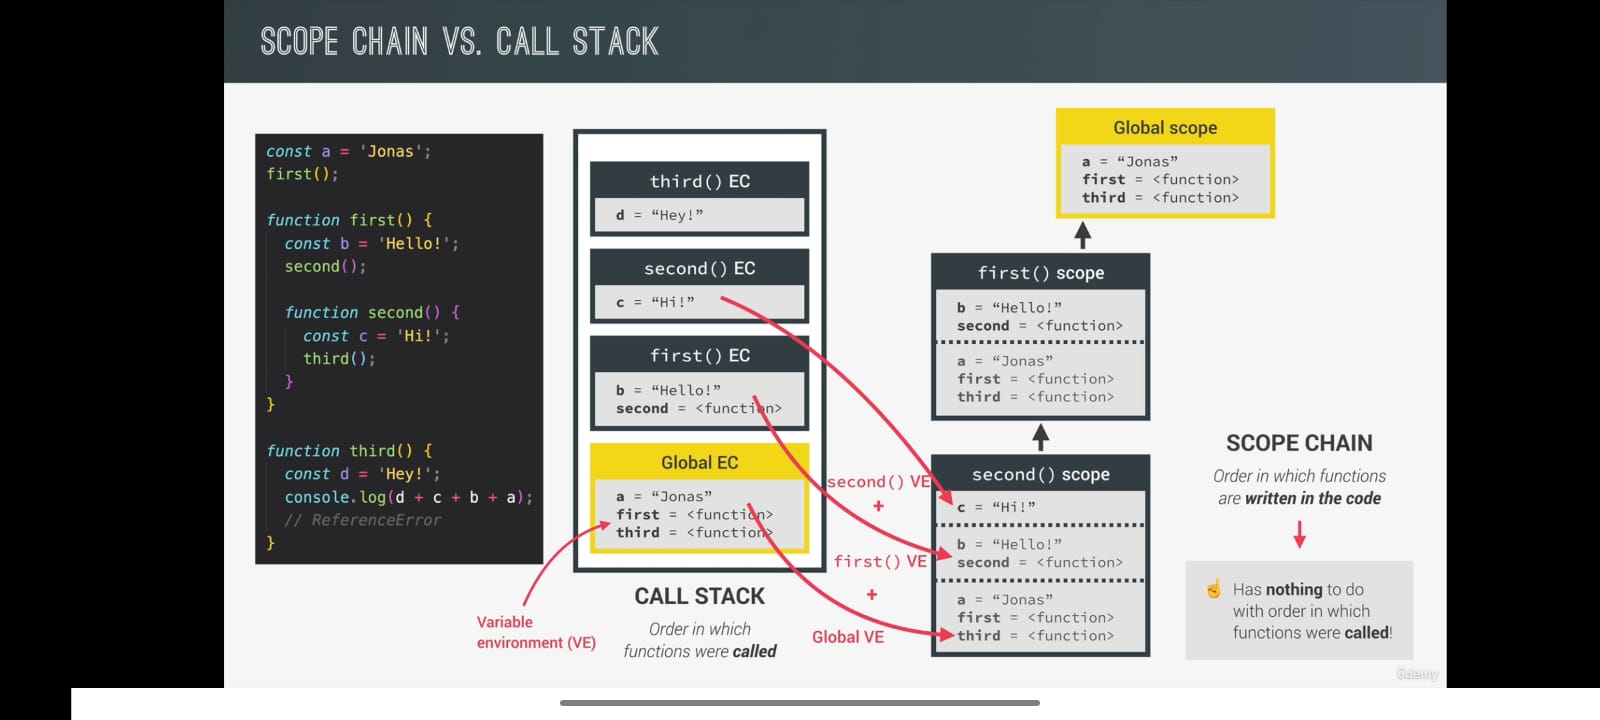 SCOPE CHAIN VS. CALL STACK
const a = 'Jonas';
first();
function first() {
const b = 'Hello!';
second();
function second() {
const c = 'Hi!';
third();
}
}
function third() {
const d = 'Hey!';
console.log(d + c + b + a);
// ReferenceError
}
third() EC
d = “Hey!”
second() EC
c = “Hi!”
first() EC
b = “Hello!”
second = <function>
Global EC
a = “Jonas”
first = <function>
third = <function>
Variable
environment (VE)
CALL STACK
Order in which
functions were called
second() VE
+
first() VE
+
Global VE
Global scope
a = “Jonas”
first = <function>
third = <function>
first() scope
b = “Hello!”
second = <function>
a = “Jonas”
first = <function>
third = <function>
second() scope
c = “Hi!”
b = “Hello!”
second = <function>
a = “Jonas”
first = <function>
third = <function>
SCOPE CHAIN
Order in which functions
are written in the code
☝ Has nothing to do
with order in which
functions were called!
ûdemy